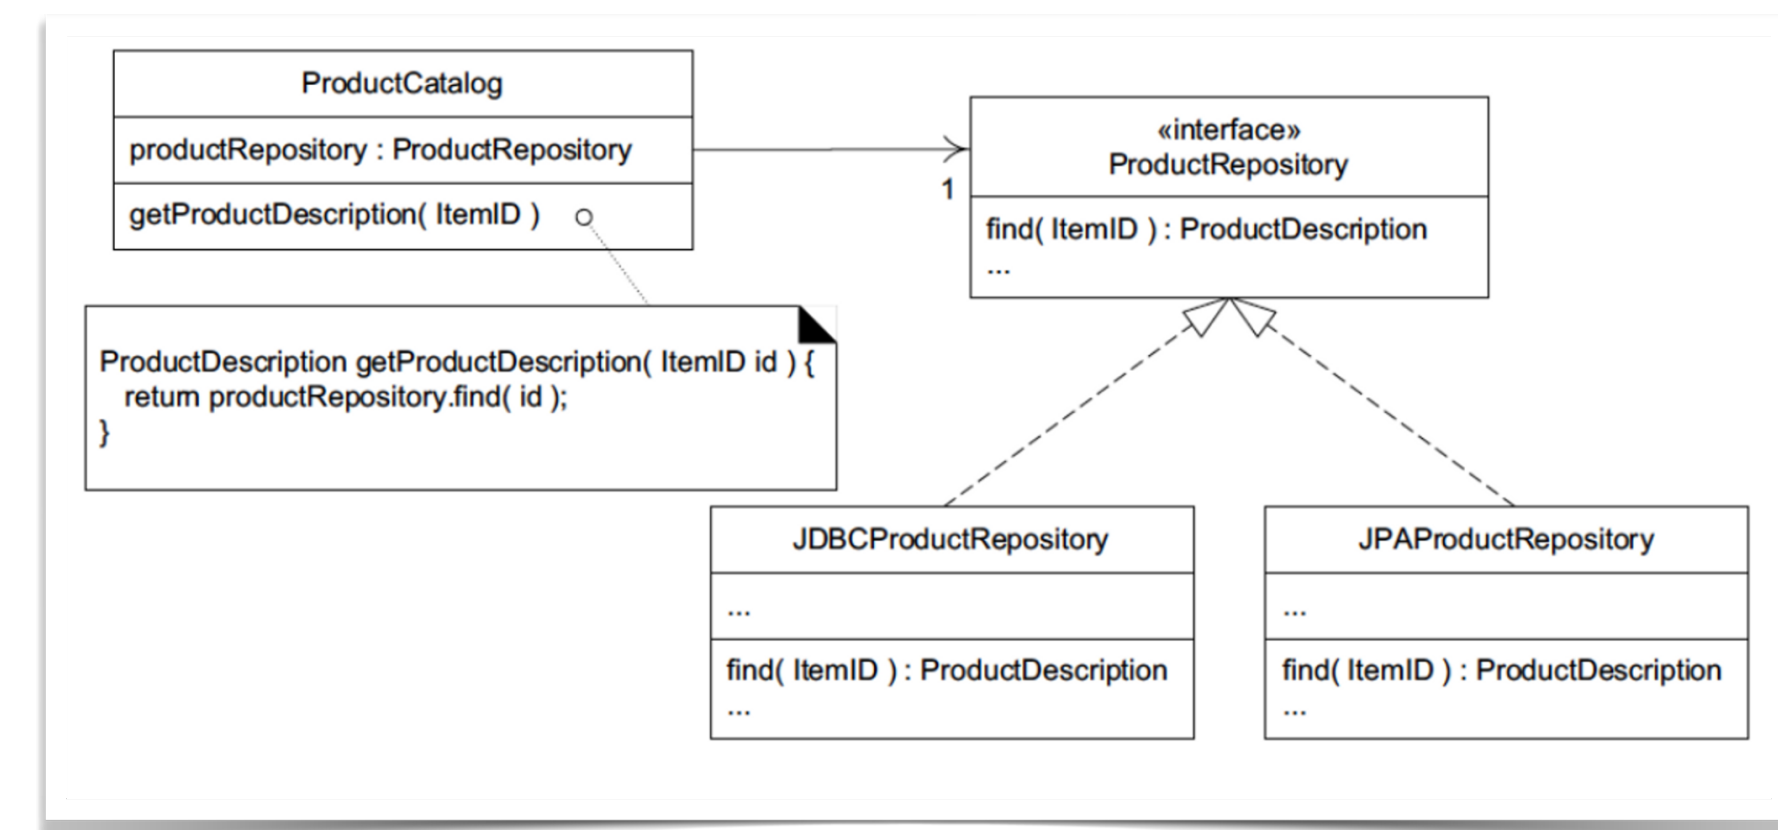 ProductCatalog
productRepository : ProductRepository
getProductDescription( ItemID )
ProductDescription getProductDescription( ItemID id ) {
return productRepository.find( id );
}
1
«interface»
ProductRepository
find( ItemID ) : ProductDescription
...
JDBCProductRepository
...
find( ItemID ) : ProductDescription
...
JPAProductRepository
...
find( ItemID ) : ProductDescription
...